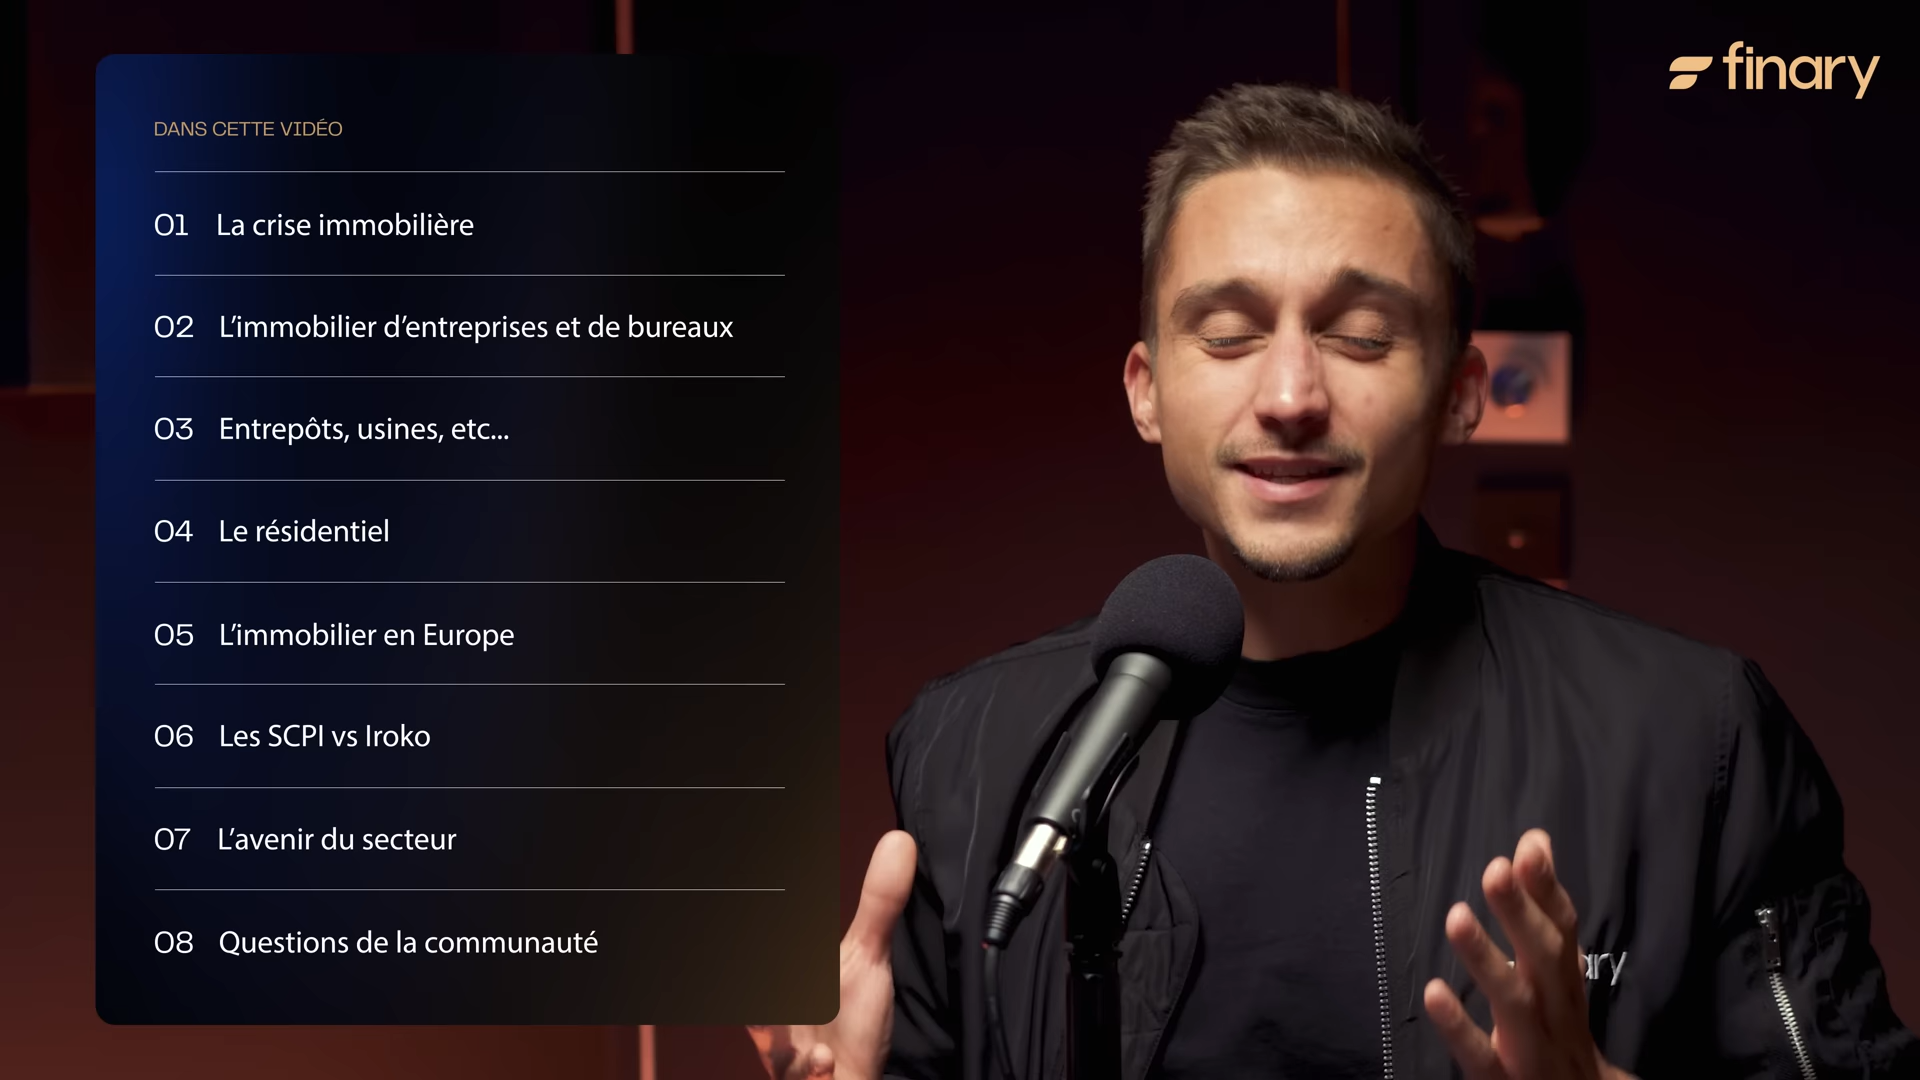 finary
DANS CETTE VIDÉO
01 La crise immobilière
02 L’immobilier d’entreprises et de bureaux
03 Entrepôts, usines, etc...
04 Le résidentiel
05 L’immobilier en Europe
06 Les SCPI vs Iroko
07 L’avenir du secteur
08 Questions de la communauté